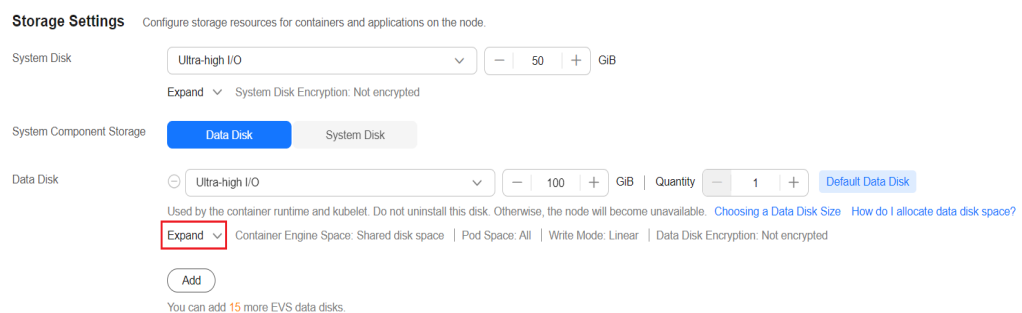 Storage Settings Configure storage resources for containers and applications on the node.
System Disk Ultra-high I/O − 50 + GiB
Expand System Disk Encryption: Not encrypted
System Component Storage Data Disk System Disk
Data Disk Ultra-high I/O − 100 + GiB | Quantity − 1 + Default Data Disk
Used by the container runtime and kubelet. Do not uninstall this disk. Otherwise, the node will become unavailable. Choosing a Data Disk Size How do I allocate data disk space?
Expand Container Engine Space: Shared disk space | Pod Space: All | Write Mode: Linear | Data Disk Encryption: Not encrypted
Add
You can add 15 more EVS data disks.